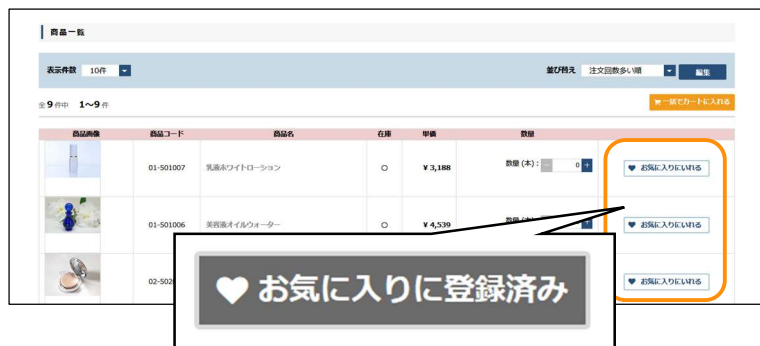 商品一覧
表示件数 10件
並び替え 注文回数多い順 編集
全9件中 1～9件
一括でカートに入れる
商品画像 商品コード 商品名 在庫 単価 数量
01-501007 乳液ホワイトローション ○ ¥ 3,188 数量 (本) : － 0 +
お気に入りにいれる
01-501006 美容液オイルウォーター ○ ¥ 4,539 +
お気に入りにいれる
お気に入りにいれる
お気に入りに登録済み